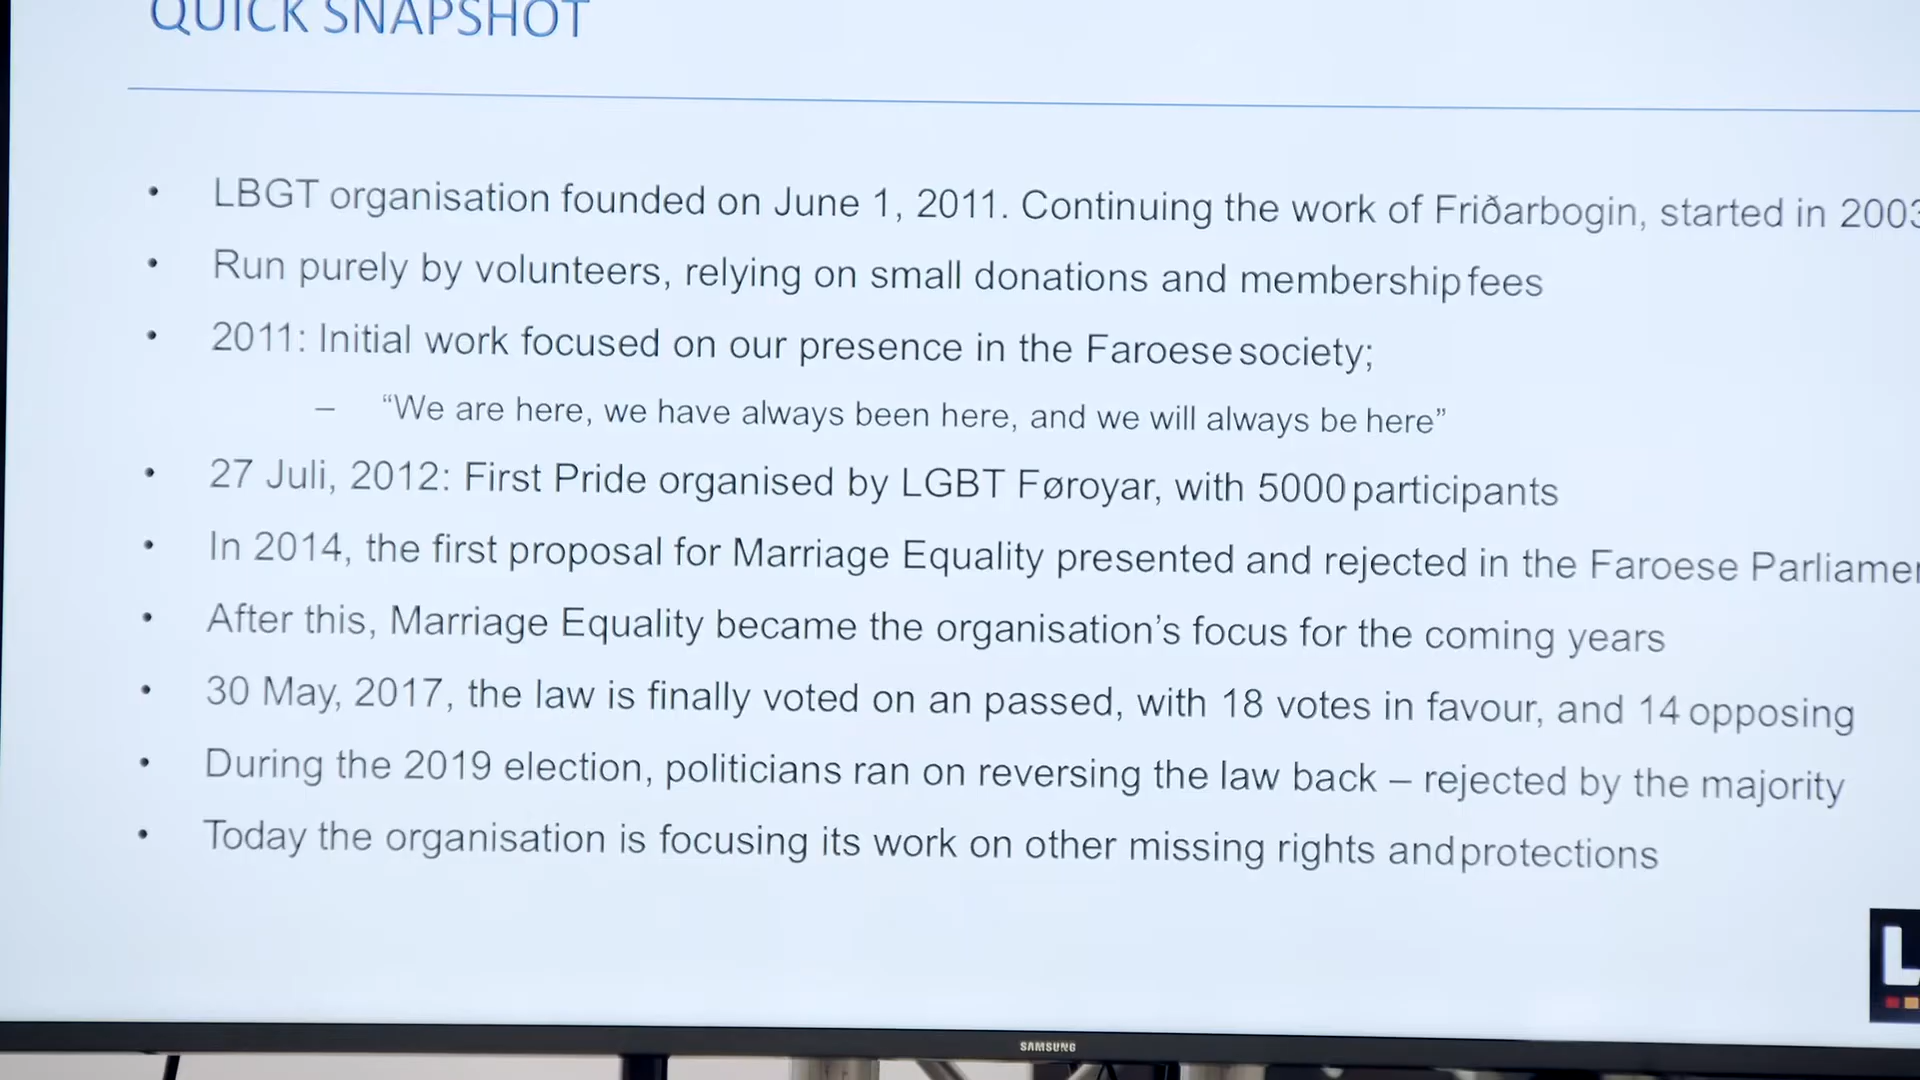 QUICK SNAPSHOT
• LBGT organisation founded on June 1, 2011. Continuing the work of Friðarbogin, started in 2003
• Run purely by volunteers, relying on small donations and membership fees
• 2011: Initial work focused on our presence in the Faroese society;
– “We are here, we have always been here, and we will always be here”
• 27 Juli, 2012: First Pride organised by LGBT Føroyar, with 5000 participants
• In 2014, the first proposal for Marriage Equality presented and rejected in the Faroese
• After this, Marriage Equality became the organisation’s focus for the coming years
• 30 May, 2017, the law is finally voted on an passed, with 18 votes in favour, and 14 opposing
• During the 2019 election, politicians ran on reversing the law back – rejected by the majority
• Today the organisation is focusing its work on other missing rights and protections
L
SAMSUNG